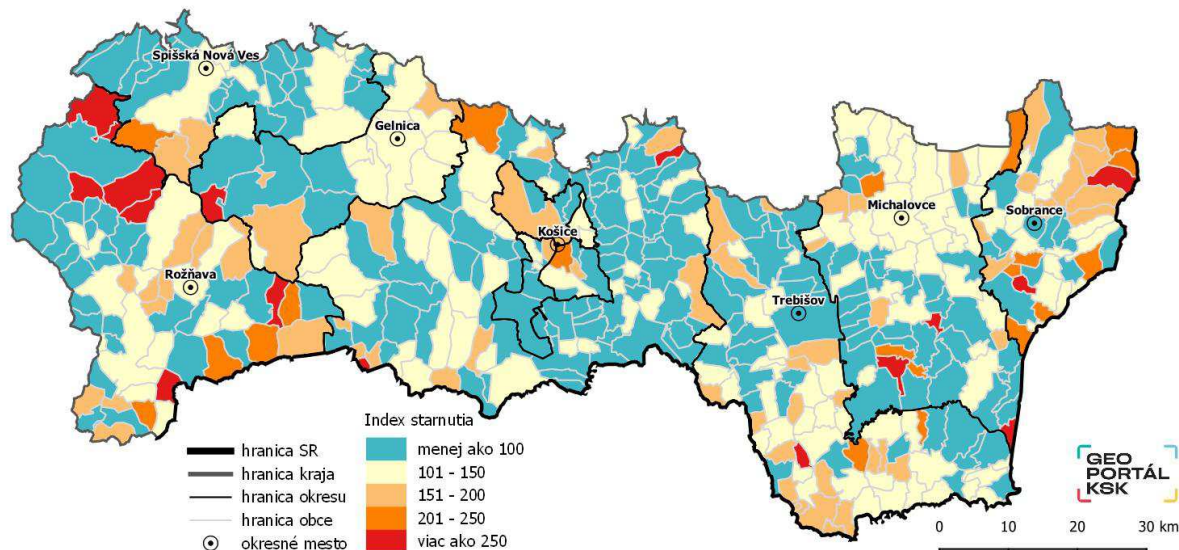 Spišská Nová Ves
Gelnica
Košice
Michalovce
Sobrance
Rožňava
Trebišov
Index starnutia
hranica SR
hranica kraja
hranica okresu
hranica obce
okresné mesto
menej ako 100
101 - 150
151 - 200
201 - 250
viac ako 250
GEO
PORTÁL
KSK
0 10 20 30 km